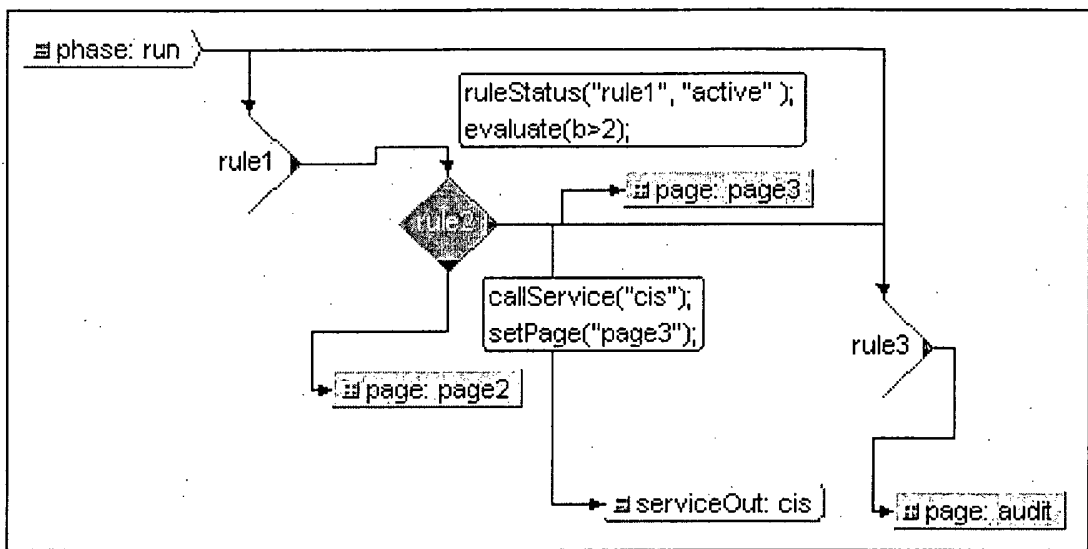 phase: run
ruleStatus("rule1", "active" );
evaluate(b>2);
rule1
page: page3
rule2
callService("cis");
setPage("page3");
rule3
page: page2
serviceOut: cis
page: audit